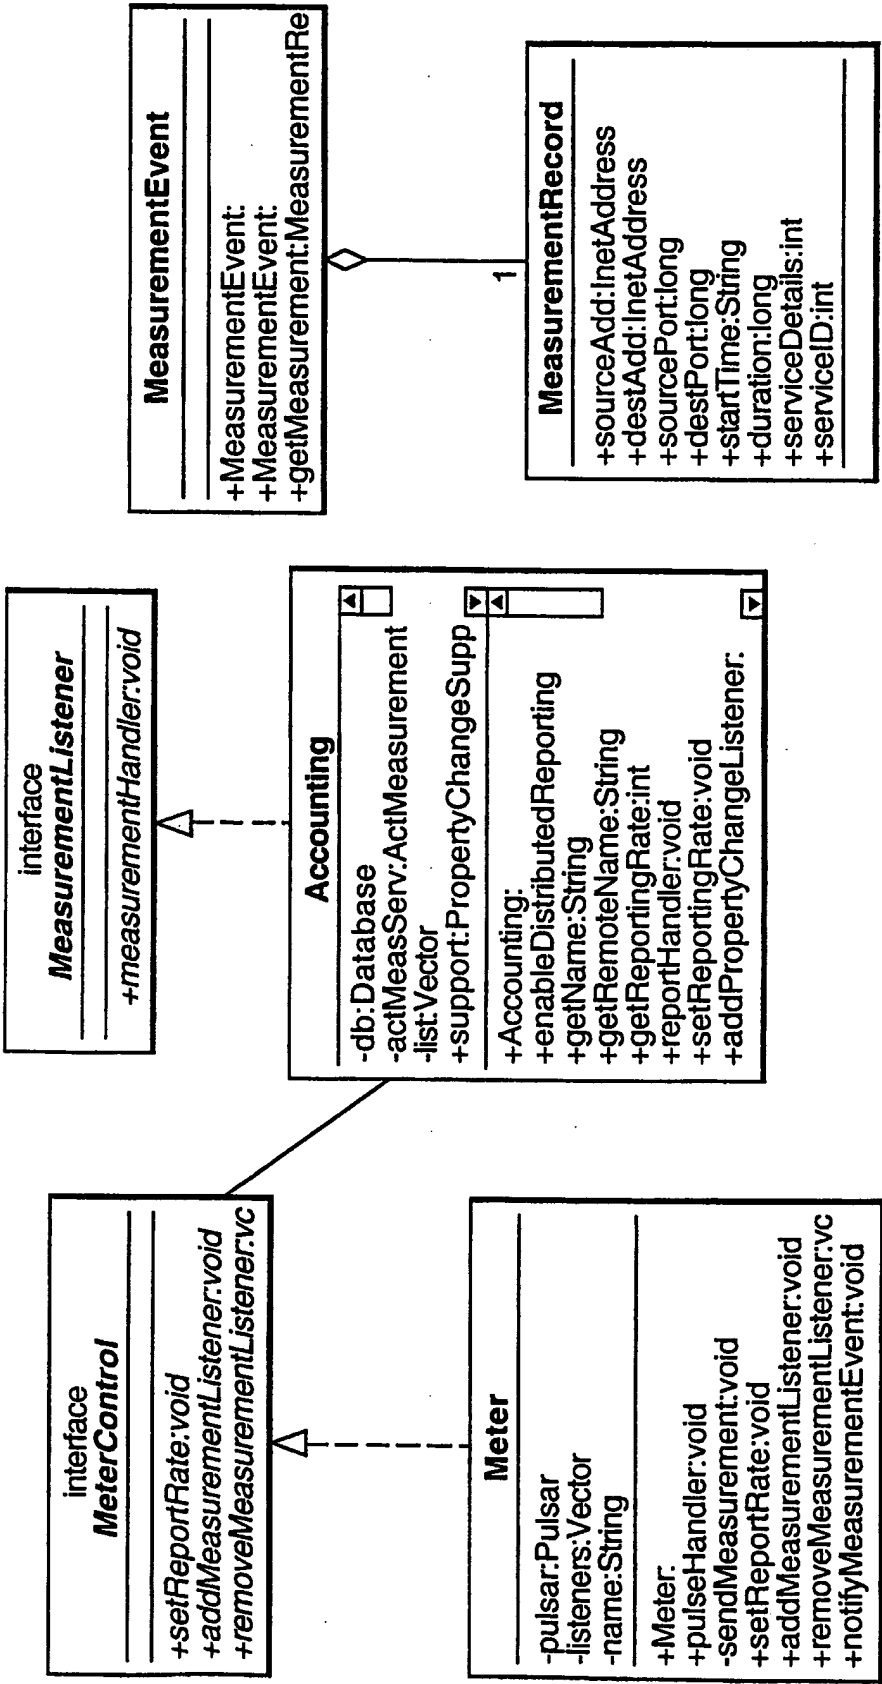 interface
MeterControl
+setReportRate:void
+addMeasurementListener:void
+removeMeasurementListener:vc
Meter
-pulsar:Pulsar
-listeners:Vector
-name:String
+Meter:
+pulseHandler:void
-sendMeasurement:void
+setReportRate:void
+addMeasurementListener:void
+removeMeasurementListener:vc
+notifyMeasurementEvent:void
interface
MeasurementListener
+measurementHandler:void
Accounting
-db:Database
-actMeasServ:ActMeasurement
-list:Vector
+support:PropertyChangeSupp
+Accounting:
+enableDistributedReporting
+getName:String
+getRemoteName:String
+getReportingRate:int
+reportHandler:void
+setReportingRate:void
+addPropertyChangeListener:
MeasurementEvent
+MeasurementEvent:
+MeasurementEvent:
+getMeasurement:MeasurementRe
1
MeasurementRecord
+sourceAdd:InetAddress
+destAdd:InetAddress
+sourcePort:long
+destPort:long
+startTime:String
+duration:long
+serviceDetails:int
+serviceID:int